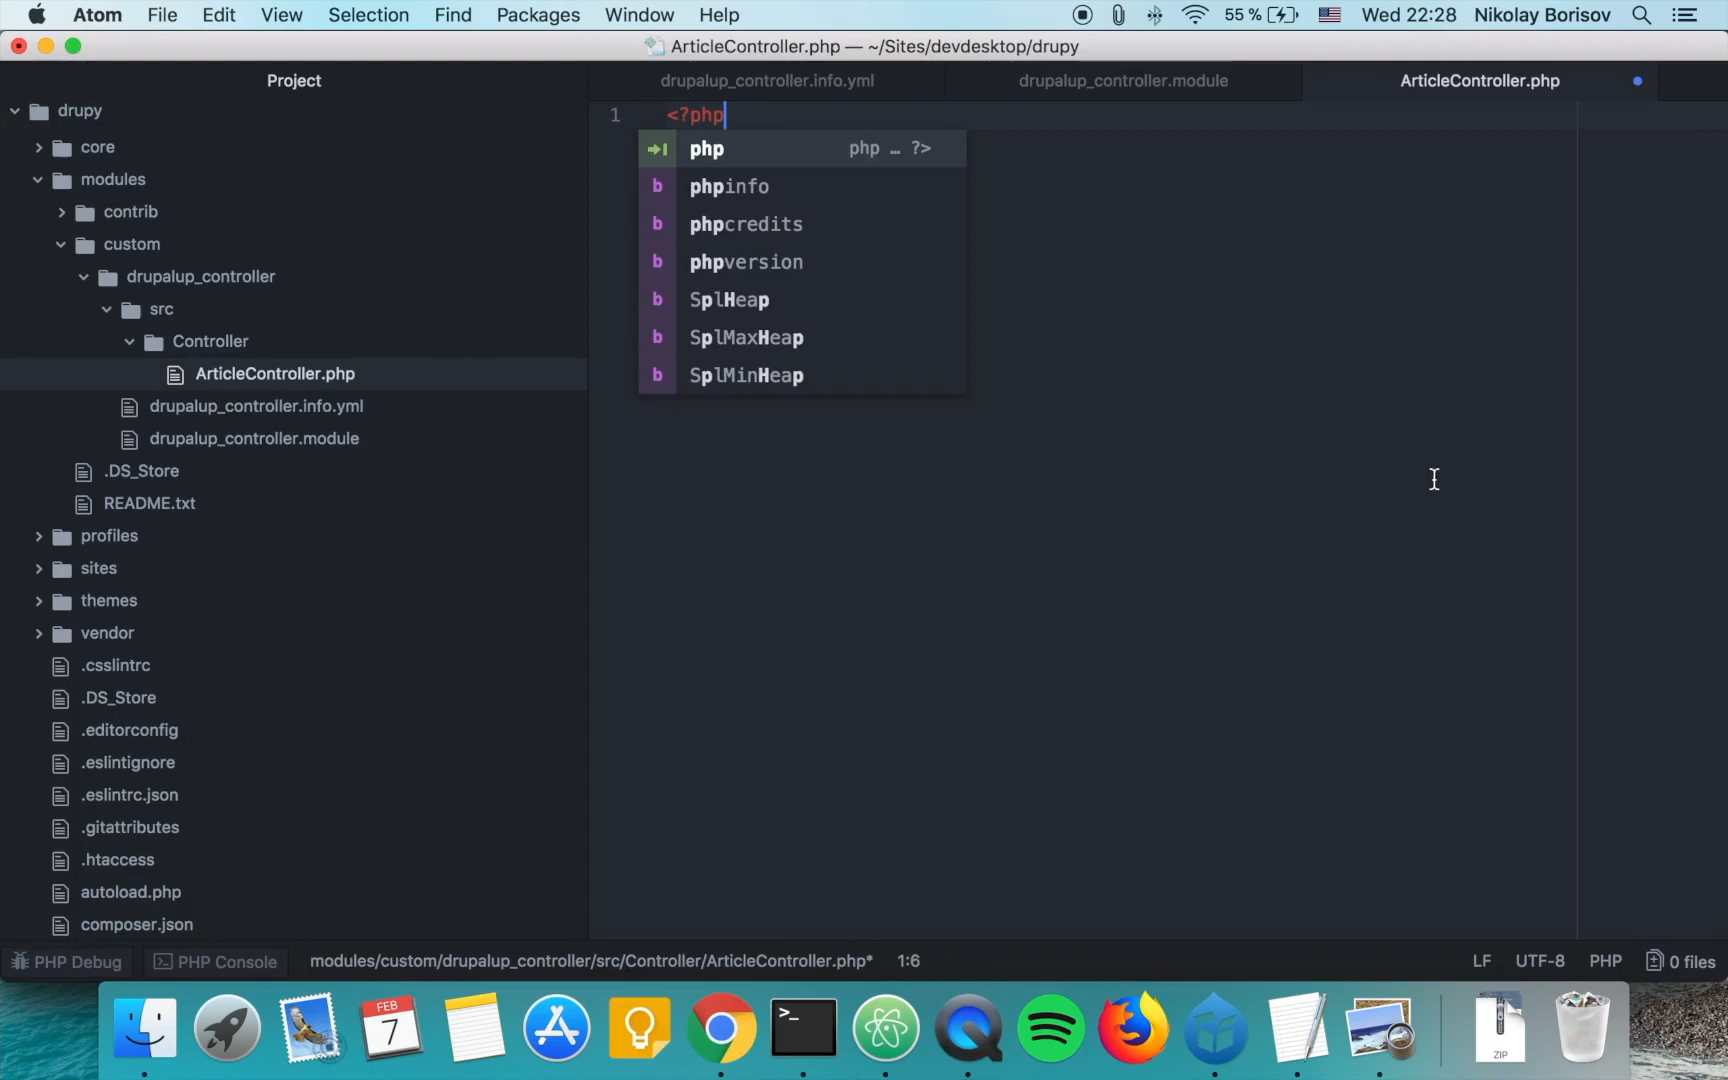 Atom File Edit View Selection Find Packages Window Help 55 % Wed 22:28 Nikolay Borisov
ArticleController.php — ~/Sites/devdesktop/drupy
Project
drupalup_controller.info.yml drupalup_controller.module ArticleController.php
drupy
core
modules
contrib
custom
drupalup_controller
src
Controller
ArticleController.php
drupalup_controller.info.yml
drupalup_controller.module
.DS_Store
README.txt
profiles
sites
themes
vendor
.csslintrc
.DS_Store
.editorconfig
.eslintignore
.eslintrc.json
.gitattributes
.htaccess
autoload.php
composer.json
1 <?php
php php … ?>
b phpinfo
b phpcredits
b phpversion
b SplHeap
b SplMaxHeap
b SplMinHeap
PHP Debug PHP Console modules/custom/drupalup_controller/src/Controller/ArticleController.php* 1:6 LF UTF-8 PHP 0 files
FEB
7
>_
ZIP